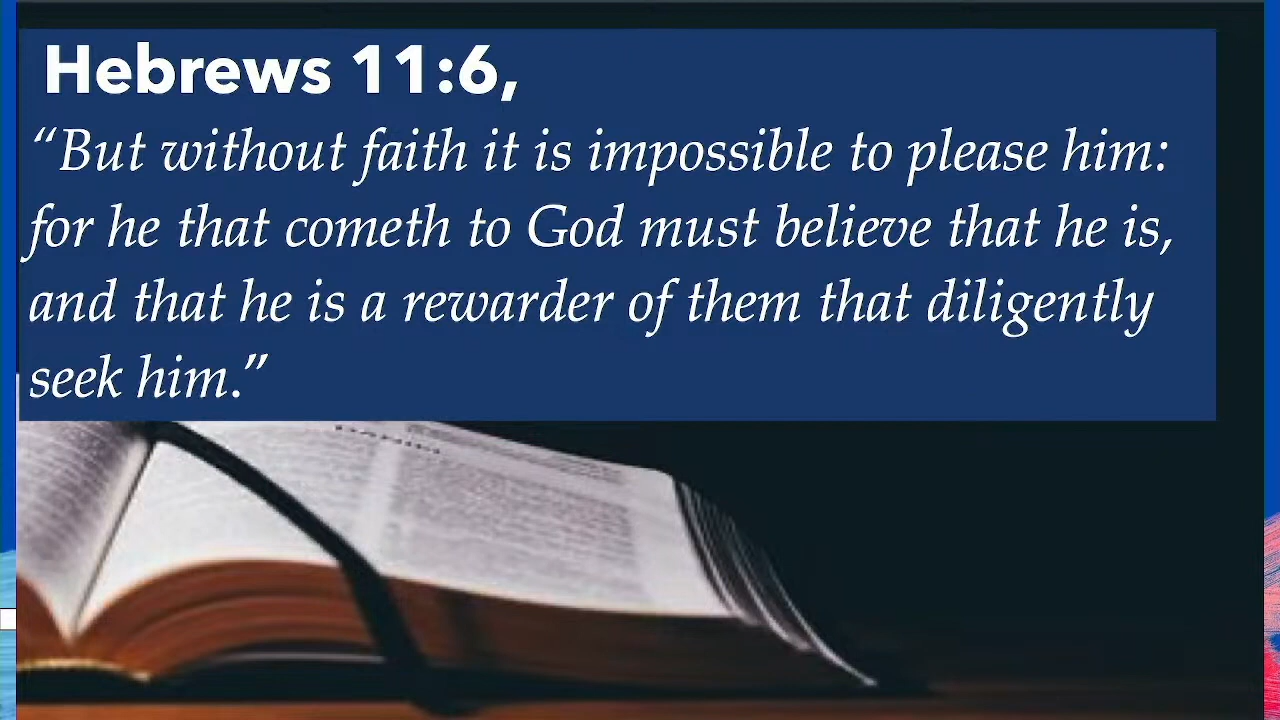 Hebrews 11:6,
“But without faith it is impossible to please him:
for he that cometh to God must believe that he is,
and that he is a rewarder of them that diligently
seek him.”